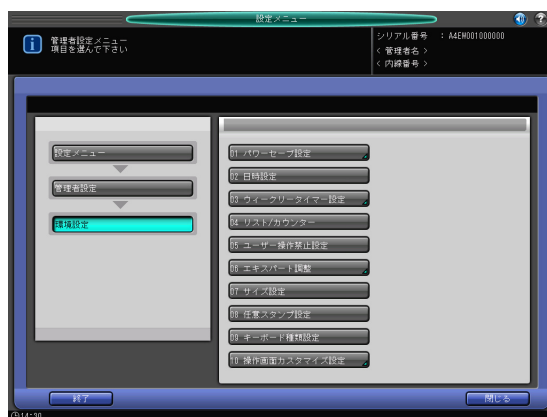 設定メニュー
管理者設定メニュー
項目を選んで下さい
シリアル番号 : A4EM001000000
< 管理者名 >
< 内線番号 >
設定メニュー
管理者設定
環境設定
01 パワーセーブ設定
02 日時設定
03 ウィークリータイマー設定
04 リスト/カウンター
05 ユーザー操作禁止設定
06 エキスパート調整
07 サイズ設定
08 任意スタンプ設定
09 キーボード種類設定
10 操作画面カスタマイズ設定
終了
閉じる
14:30